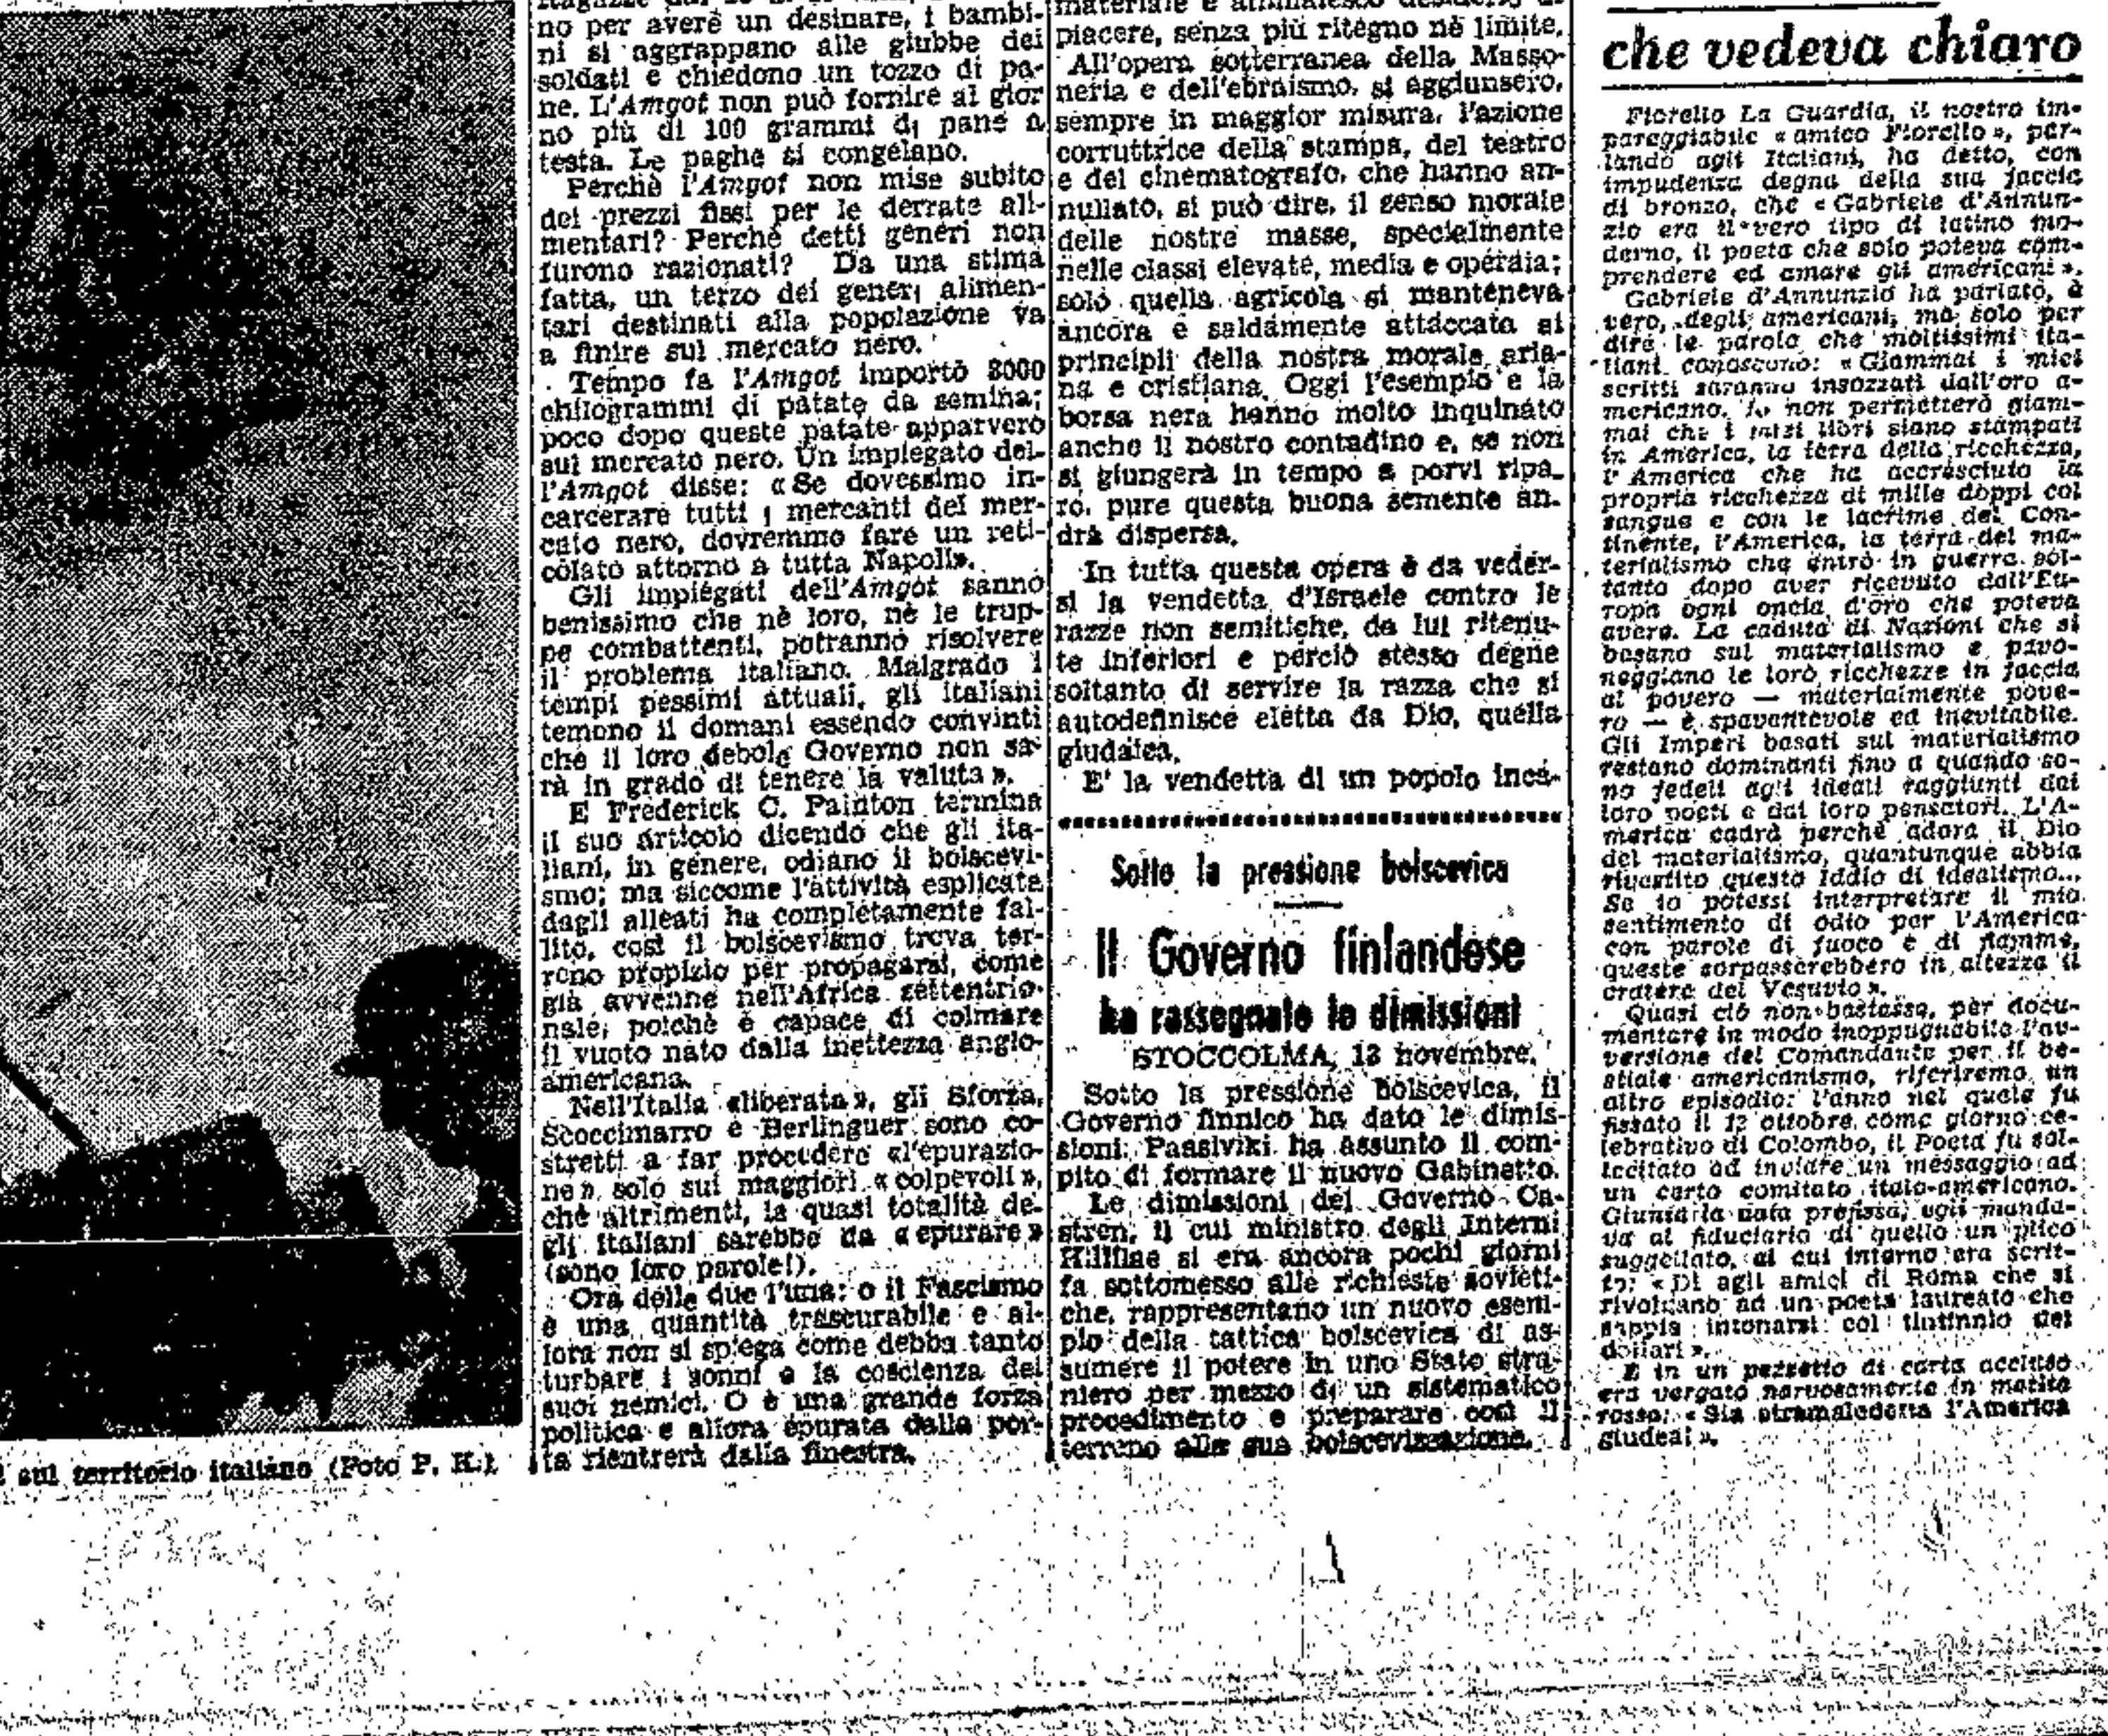 no per avere un desinare, i bambi-
ni si aggrappano alle giubbe dei
soldati e chiedono un tozzo di pa-
ne. L'Amgot non può fornire al gior
no più di 100 grammi di pane a
testa. Le paghe si congelano.
Perchè l'Amgot non mise subito
dei prezzi fissi per le derrate ali-
mentari? Perchè detti generi non
furono razionati? Da una stima
fatta, un terzo dei generi alimen-
tari destinati alla popolazione va
a finire sul mercato nero.
Tempo fa l'Amgot importò 8000
chilogrammi di patate da semina;
poco dopo queste patate apparvero
sul mercato nero. Un impiegato del-
l'Amgot disse: «Se dovessimo in-
carcerare tutti i mercanti del mer-
cato nero, dovremmo fare un reti-
colato attorno a tutta Napoli».
Gli impiegati dell'Amgot sanno
benissimo che nè loro, nè le trup-
pe combattenti, potranno risolvere
il problema italiano. Malgrado i
tempi pessimi attuali, gli italiani
temono il domani essendo convinti
che il loro debole Governo non sa-
rà in grado di tenere la valuta».
E Frederick C. Painton termina
il suo articolo dicendo che gli ita-
liani, in genere, odiano il bolscevi-
smo; ma siccome l'attività esplicata
dagli alleati ha completamente fal-
lito, così il bolscevismo trova ter-
reno propizio per propagarsi, come
già avvenne nell'Africa settentrio-
nale, poichè è capace di colmare
il vuoto nato dalla inettezza anglo-
americana.
Nell'Italia «liberata», gli Sforza,
Scoccimarro e Berlinguer sono co-
stretti a far procedere «l'epurazio-
ne» solo sui maggiori «colpevoli»,
chè altrimenti, la quasi totalità de-
gli italiani sarebbe da «epurare»
(sono loro parole!).
Ora delle due l'una: o il Fascismo
è una quantità trascurabile e al-
lora non si spiega come debba tanto
turbare i sonni e la coscienza dei
suoi nemici. O è una grande forza
politica e allora epurata dalla por-
ta rientrerà dalla finestra.
piacere, senza più ritegno nè limite.
All'opera sotterranea della Masso-
neria e dell'ebraismo, si aggiunsero,
sempre in maggior misura, l'azione
corruttrice della stampa, del teatro
e del cinematografo, che hanno an-
nullato, si può dire, il senso morale
delle nostre masse, specialmente
nelle classi elevate, media e operaia;
solo quella agricola si manteneva
ancora e saldamente attaccata ai
principii della nostra morale aria-
na e cristiana. Oggi l'esempio e la
borsa nera hanno molto inquinato
anche il nostro contadino e, se non
si giungerà in tempo a porvi ripa-
ro, pure questa buona semente an-
drà dispersa.
In tutta questa opera è da veder-
si la vendetta d'Israele contro le
razze non semitiche, da lui ritenu-
te inferiori e perciò stesso degne
soltanto di servire la razza che si
autodefinisce eletta da Dio, quella
giudaica.
E' la vendetta di un popolo inca-
Sotto la pressione bolscevica
Il Governo finlandese
ha rassegnato le dimissioni
STOCCOLMA, 13 novembre.
Sotto la pressione bolscevica, il
Governo finnico ha dato le dimis-
sioni. Paasiviki ha assunto il com-
pito di formare il nuovo Gabinetto.
Le dimissioni del Governo Ca-
stren, il cui ministro degli Interni
Hillilae si era ancora pochi giorni
fa sottomesso alle richieste sovieti-
che, rappresentano un nuovo esem-
pio della tattica bolscevica di as-
sumere il potere in uno Stato stra-
niero per mezzo di un sistematico
procedimento e preparare così il
terreno alla sua bolscevizzazione.
che vedeva chiaro
Fiorello La Guardia, il nostro im-
pareggiabile «amico Fiorello», par-
lando agli Italiani, ha detto, con
impudenza degna della sua faccia
di bronzo, che «Gabriele d'Annun-
zio era il vero tipo di latino mo-
derno, il poeta che solo poteva com-
prendere ed amare gli americani».
Gabriele d'Annunzio ha parlato, è
vero, degli americani, ma solo per
dire le parole che moltissimi ita-
liani conoscono: «Giammai i miei
scritti saranno insozzati dall'oro a-
mericano. Io non permetterò giam-
mai che i miei libri siano stampati
in America, la terra della ricchezza,
l'America che ha accresciuto la
propria ricchezza di mille doppi col
sangue e con le lacrime del Con-
tinente, l'America, la terra del ma-
terialismo che entrò in guerra sol-
tanto dopo aver ricevuto dall'Eu-
ropa ogni oncia d'oro che poteva
avere. La caduta di Nazioni che si
basano sul materialismo e pavo-
neggiano le loro ricchezze in faccia
al povero — materialmente pove-
ro — è spaventevole ed inevitabile.
Gli Imperi basati sul materialismo
restano dominanti fino a quando so-
no fedeli agli ideali raggiunti dai
loro poeti e dai loro pensatori. L'A-
merica cadrà perchè adora il Dio
del materialismo, quantunque abbia
rivestito questo Iddio di idealismo...
Se io potessi interpretare il mio
sentimento di odio per l'America
con parole di fuoco e di fiamme,
queste sorpasserebbero in altezza il
cratere del Vesuvio».
Quasi ciò non bastasse, per docu-
mentare in modo inoppugnabile l'av-
versione del Comandante per il be-
stiale americanismo, riferiremo un
altro episodio: l'anno nel quale fu
fissato il 12 ottobre come giorno ce-
lebrativo di Colombo, il Poeta fu sol-
lecitato ad inviare un messaggio ad
un certo comitato italo-americano.
Giunta la data prefissa, egli manda-
va al fiduciario di quello un plico
suggellato, al cui interno era scrit-
to: «Di agli amici di Roma che si
rivolgano ad un poeta laureato che
sappia intonarsi col tintinnio dei
dollari».
E in un pezzetto di carta accluso
era vergato nervosamente in matita
rossa: «Sia stramaledetta l'America
giudea!».
sul territorio italiano (Foto P. K.)